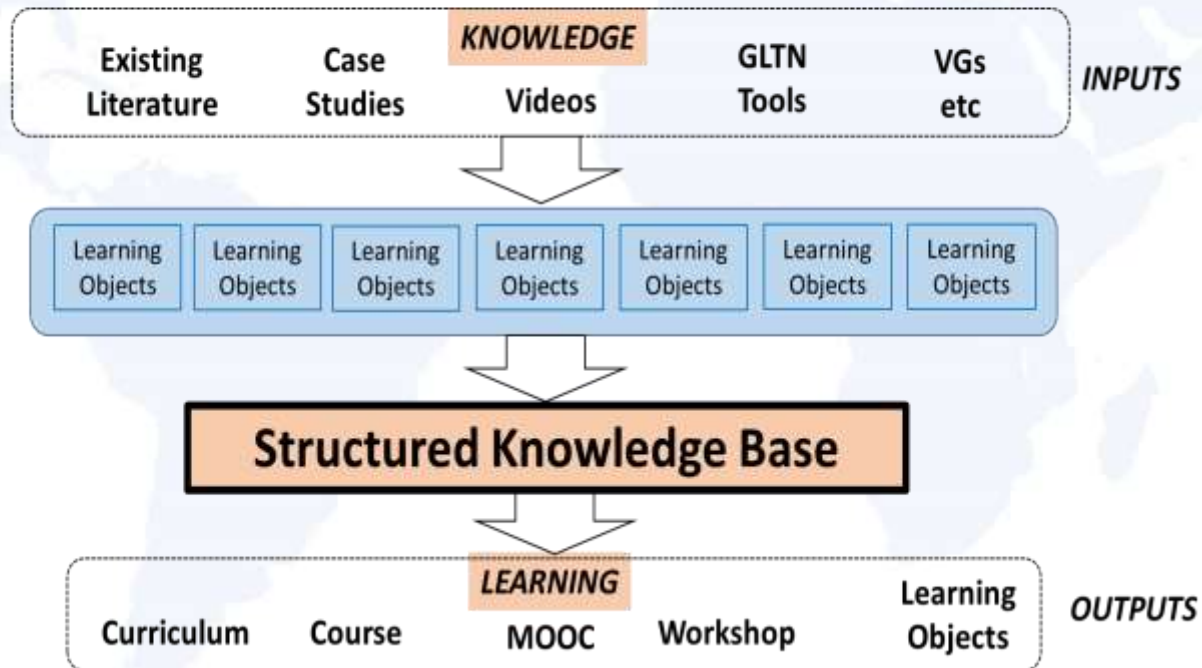 KNOWLEDGE
Existing Literature
Case Studies
Videos
GLTN Tools
VGs etc
INPUTS
Learning Objects
Learning Objects
Learning Objects
Learning Objects
Learning Objects
Learning Objects
Learning Objects
Structured Knowledge Base
LEARNING
Curriculum
Course
MOOC
Workshop
Learning Objects
OUTPUTS